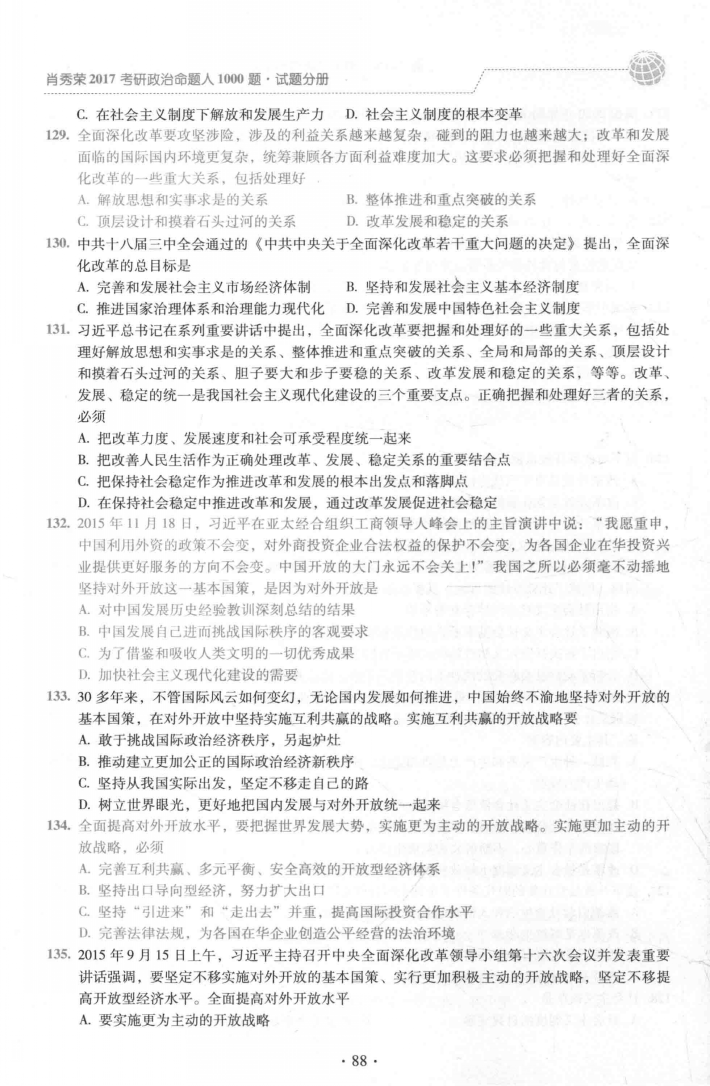 肖秀荣2017考研政治命题人1000题·试题分册
C. 在社会主义制度下解放和发展生产力 D. 社会主义制度的根本变革
129. 全面深化改革要攻坚涉险，涉及的利益关系越来越复杂，碰到的阻力也越来越大；改革和发展
面临的国际国内环境更复杂，统筹兼顾各方面利益难度加大。这要求必须把握和处理好全面深
化改革的一些重大关系，包括处理好
A. 解放思想和实事求是的关系 B. 整体推进和重点突破的关系
C. 顶层设计和摸着石头过河的关系 D. 改革发展和稳定的关系
130. 中共十八届三中全会通过的《中共中央关于全面深化改革若干重大问题的决定》提出，全面深
化改革的总目标是
A. 完善和发展社会主义市场经济体制 B. 坚持和发展社会主义基本经济制度
C. 推进国家治理体系和治理能力现代化 D. 完善和发展中国特色社会主义制度
131. 习近平总书记在系列重要讲话中提出，全面深化改革要把握和处理好的一些重大关系，包括处
理好解放思想和实事求是的关系、整体推进和重点突破的关系、全局和局部的关系、顶层设计
和摸着石头过河的关系、胆子要大和步子要稳的关系、改革发展和稳定的关系，等等。改革、
发展、稳定的统一是我国社会主义现代化建设的三个重要支点。正确把握和处理好三者的关系，
必须
A. 把改革力度、发展速度和社会可承受程度统一起来
B. 把改善人民生活作为正确处理改革、发展、稳定关系的重要结合点
C. 把保持社会稳定作为推进改革和发展的根本出发点和落脚点
D. 在保持社会稳定中推进改革和发展，通过改革发展促进社会稳定
132. 2015年11月18日，习近平在亚太经合组织工商领导人峰会上的主旨演讲中说：“我愿重申，
中国利用外资的政策不会变，对外商投资企业合法权益的保护不会变，为各国企业在华投资兴
业提供更好服务的方向不会变。中国开放的大门永远不会关上！”我国之所以必须毫不动摇地
坚持对外开放这一基本国策，是因为对外开放是
A. 对中国发展历史经验教训深刻总结的结果
B. 中国发展自己进而挑战国际秩序的客观要求
C. 为了借鉴和吸收人类文明的一切优秀成果
D. 加快社会主义现代化建设的需要
133. 30多年来，不管国际风云如何变幻，无论国内发展如何推进，中国始终不渝地坚持对外开放的
基本国策，在对外开放中坚持实施互利共赢的战略。实施互利共赢的开放战略要
A. 敢于挑战国际政治经济秩序，另起炉灶
B. 推动建立更加公正的国际政治经济新秩序
C. 坚持从我国实际出发，坚定不移走自己的路
D. 树立世界眼光，更好地把国内发展与对外开放统一起来
134. 全面提高对外开放水平，要把握世界发展大势，实施更为主动的开放战略。实施更加主动的开
放战略，必须
A. 完善互利共赢、多元平衡、安全高效的开放型经济体系
B. 坚持出口导向型经济，努力扩大出口
C. 坚持“引进来”和“走出去”并重，提高国际投资合作水平
D. 完善法律法规，为各国在华企业创造公平经营的法治环境
135. 2015年9月15日上午，习近平主持召开中央全面深化改革领导小组第十六次会议并发表重要
讲话强调，要坚定不移实施对外开放的基本国策、实行更加积极主动的开放战略，坚定不移提
高开放型经济水平。全面提高对外开放水平
A. 要实施更为主动的开放战略
·88·